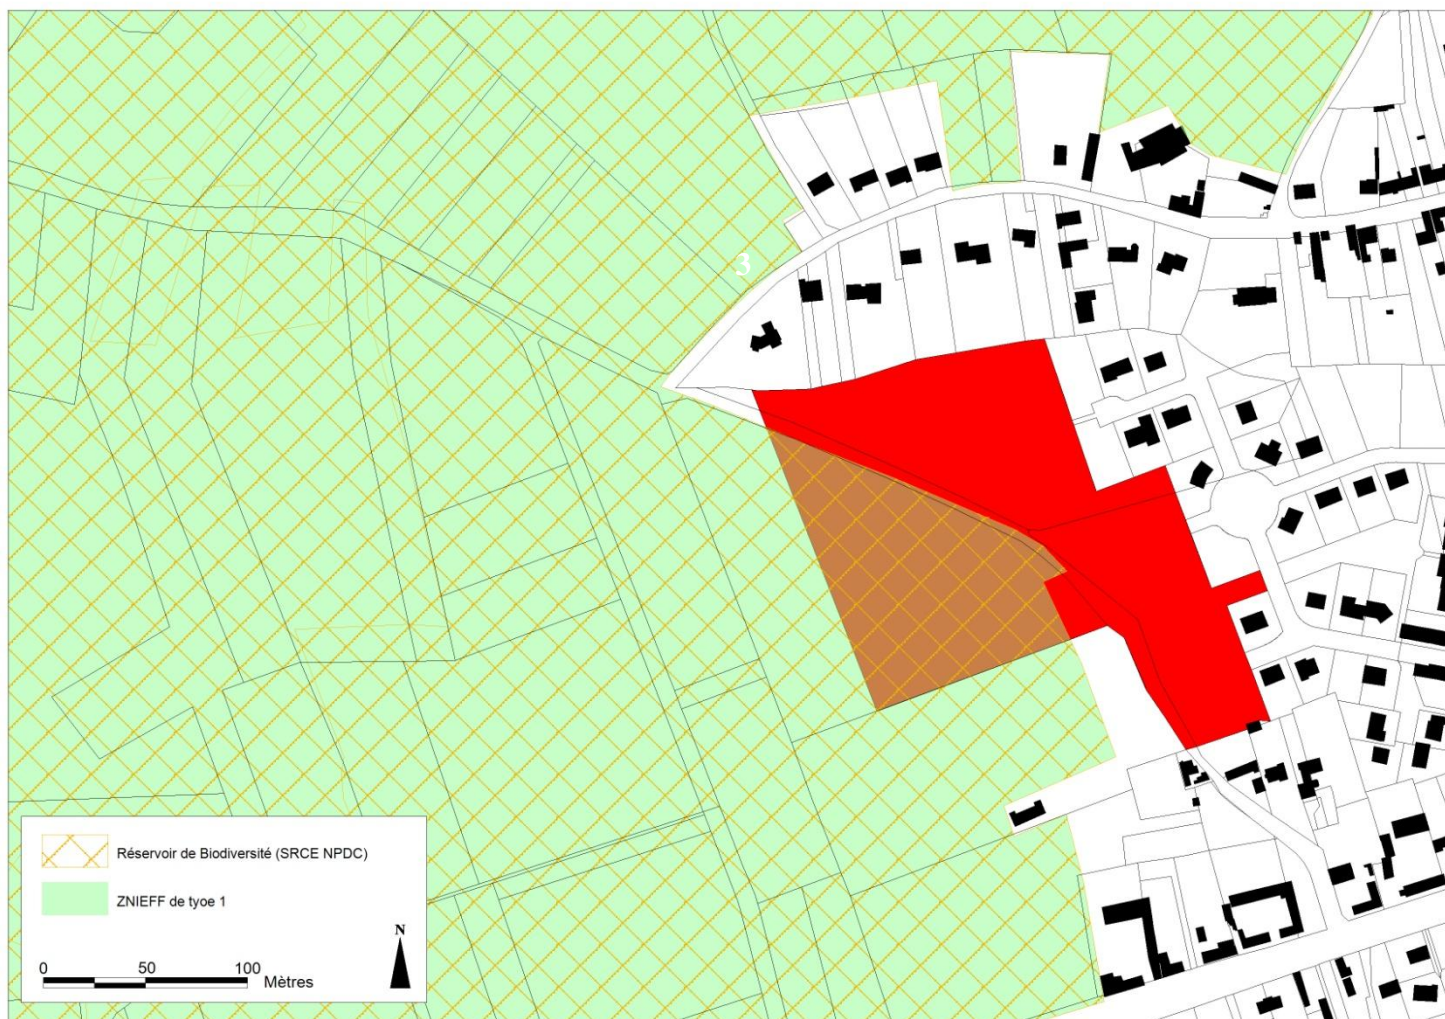 3
Réservoir de Biodiversité (SRCE NPDC)
ZNIEFF de tyoe 1
N
0 50 100
Mètres